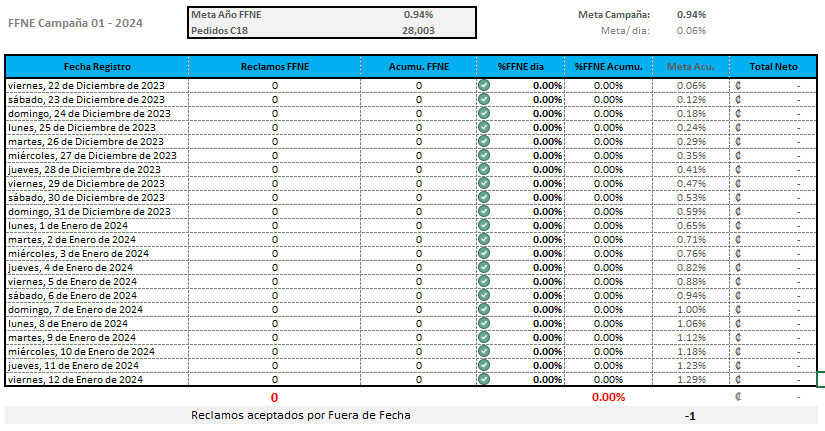 FFNE Campaña 01 - 2024
Meta Año FFNE 0.94% Meta Campaña: 0.94%
Pedidos C18 28,003 Meta/ dia: 0.06%
Fecha Registro Reclamos FFNE Acumu. FFNE %FFNE dia %FFNE Acumu. Meta Acu. Total Neto
viernes, 22 de Diciembre de 2023 0 0 0.00% 0.00% 0.06% ₡ -
sábado, 23 de Diciembre de 2023 0 0 0.00% 0.00% 0.12% ₡ -
domingo, 24 de Diciembre de 2023 0 0 0.00% 0.00% 0.18% ₡ -
lunes, 25 de Diciembre de 2023 0 0 0.00% 0.00% 0.24% ₡ -
martes, 26 de Diciembre de 2023 0 0 0.00% 0.00% 0.29% ₡ -
miércoles, 27 de Diciembre de 2023 0 0 0.00% 0.00% 0.35% ₡ -
jueves, 28 de Diciembre de 2023 0 0 0.00% 0.00% 0.41% ₡ -
viernes, 29 de Diciembre de 2023 0 0 0.00% 0.00% 0.47% ₡ -
sábado, 30 de Diciembre de 2023 0 0 0.00% 0.00% 0.53% ₡ -
domingo, 31 de Diciembre de 2023 0 0 0.00% 0.00% 0.59% ₡ -
lunes, 1 de Enero de 2024 0 0 0.00% 0.00% 0.65% ₡ -
martes, 2 de Enero de 2024 0 0 0.00% 0.00% 0.71% ₡ -
miércoles, 3 de Enero de 2024 0 0 0.00% 0.00% 0.76% ₡ -
jueves, 4 de Enero de 2024 0 0 0.00% 0.00% 0.82% ₡ -
viernes, 5 de Enero de 2024 0 0 0.00% 0.00% 0.88% ₡ -
sábado, 6 de Enero de 2024 0 0 0.00% 0.00% 0.94% ₡ -
domingo, 7 de Enero de 2024 0 0 0.00% 0.00% 1.00% ₡ -
lunes, 8 de Enero de 2024 0 0 0.00% 0.00% 1.06% ₡ -
martes, 9 de Enero de 2024 0 0 0.00% 0.00% 1.12% ₡ -
miércoles, 10 de Enero de 2024 0 0 0.00% 0.00% 1.18% ₡ -
jueves, 11 de Enero de 2024 0 0 0.00% 0.00% 1.23% ₡ -
viernes, 12 de Enero de 2024 0 0 0.00% 0.00% 1.29% ₡ -
0 0.00% ₡ -
Reclamos aceptados por Fuera de Fecha -1